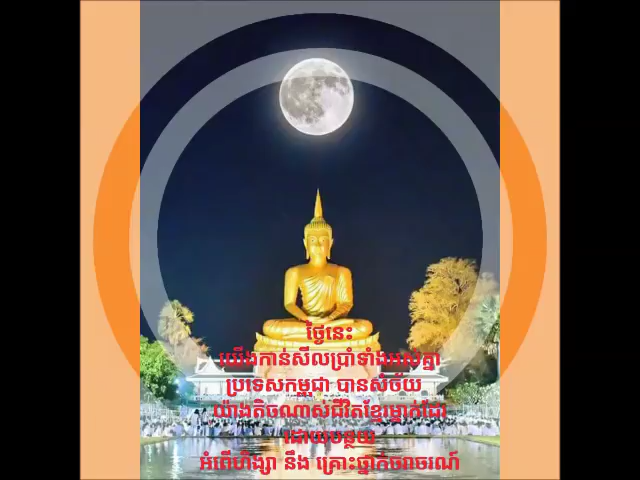 ថ្ងៃនេះ
យើងកាន់សីលប្រាំទាំងអស់គ្នា
ប្រទេសកម្ពុជា បានសំច័យ
យ៉ាងតិចណាស់ជីវិតខ្មែរម្នាក់ដែរ
ដោយបន្ថយ
អំពើហិង្សា នឹង គ្រោះថ្នាក់ចរាចរណ៍